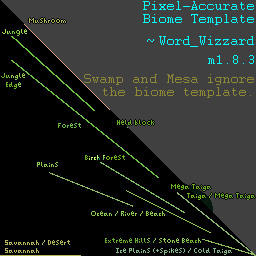 Pixel-Accurate
Biome Template
~ Word_Wizzard
m1.8.3
Swamp and Mesa ignore
the biome template.
Mushroom
Jungle
Jungle
Edge
Held block
Forest
Birch Forest
Plains
Mega Taiga
Taiga / Mega Taiga
Ocean / River / Beach
Extreme Hills / Stone Beach
Savannah / Desert
Savannah
Ice Plains (+Spikes) / Cold Taiga